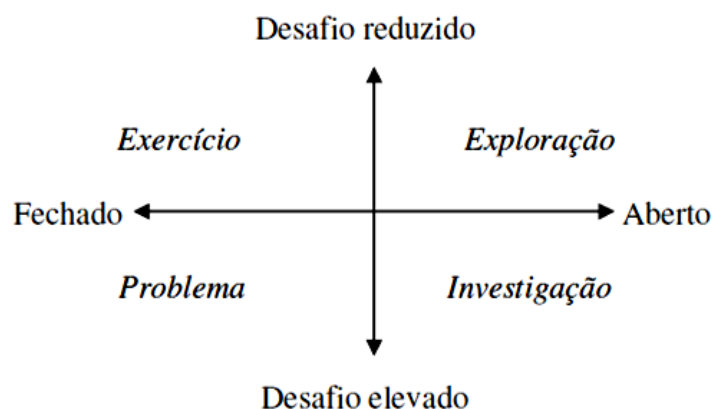 Desafio reduzido
Exercício
Exploração
Fechado
Aberto
Problema
Investigação
Desafio elevado